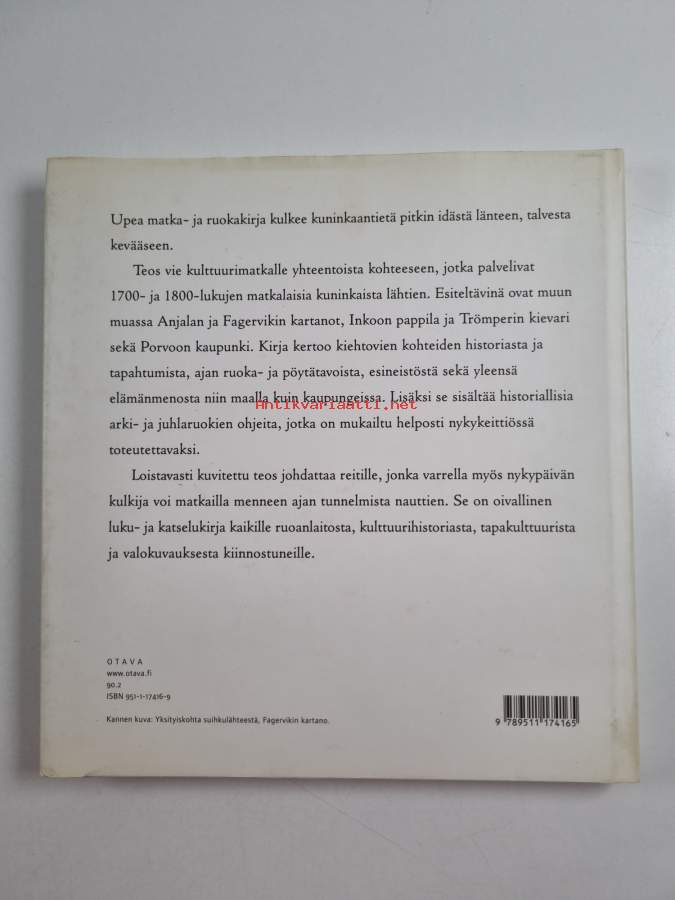 Upea matka- ja ruokakirja kulkee kuninkaantietä pitkin idästä länteen, talvesta
kevääseen.
Teos vie kulttuurimatkalle yhteentoista kohteeseen, jotka palvelivat
1700- ja 1800-lukujen matkalaisia kuninkaista lähtien. Esiteltävinä ovat muun
muassa Anjalan ja Fagervikin kartanot, Inkoon pappila ja Trömperin kievari
sekä Porvoon kaupunki. Kirja kertoo kiehtovien kohteiden historiasta ja
tapahtumista, ajan ruoka- ja pöytätavoista, esineistöstä sekä yleensä
elämänmenosta niin maalla kuin kaupungeissa. Lisäksi se sisältää historiallisia
Antikvariaatti.net
arki- ja juhlaruokien ohjeita, jotka on mukailtu helposti nykykeittiössä
toteutettavaksi.
Loistavasti kuvitettu teos johdattaa reitille, jonka varrella myös nykypäivän
kulkija voi matkailla menneen ajan tunnelmista nauttien. Se on oivallinen
luku- ja katselukirja kaikille ruoanlaitosta, kulttuurihistoriasta, tapakulttuurista
ja valokuvauksesta kiinnostuneille.
OTAVA
www.otava.fi
90.2
ISBN 951-1-17416-9
Kannen kuva: Yksityiskohta suihkulähteestä, Fagervikin kartano.
9 789511 174165